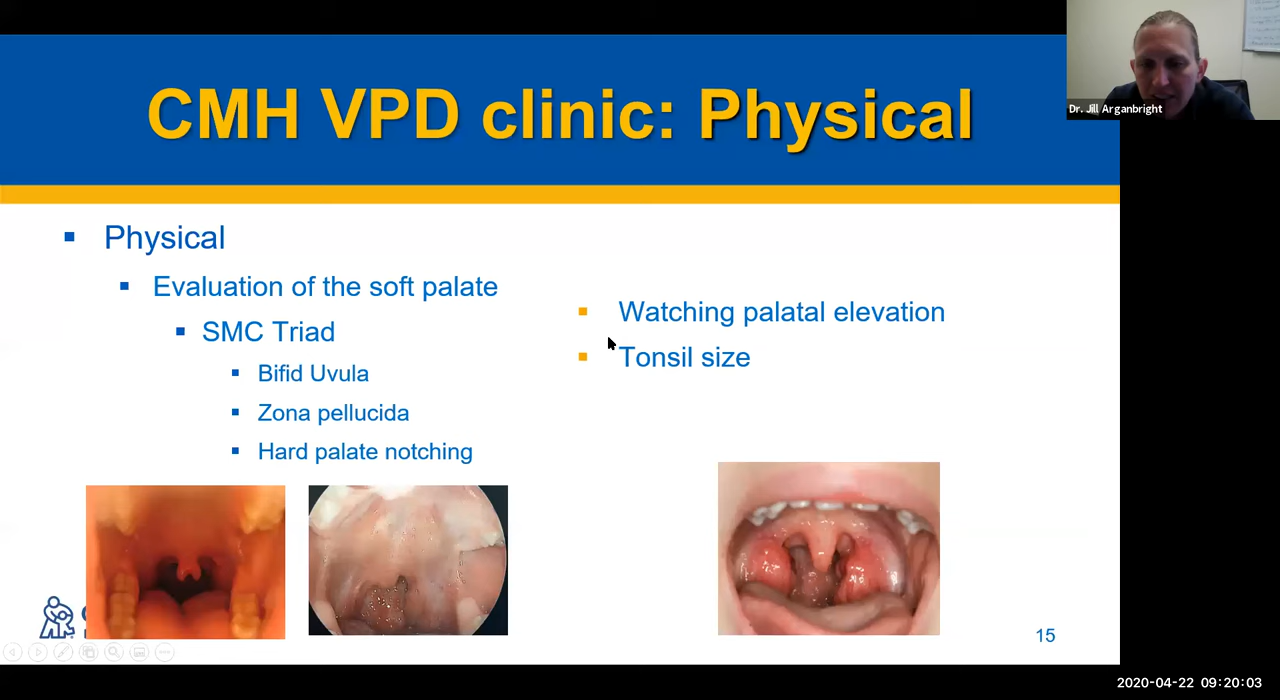 CMH VPD clinic: Physical
Dr. Jill Arganbright
Physical
Evaluation of the soft palate
SMC Triad
Bifid Uvula
Zona pellucida
Hard palate notching
Watching palatal elevation
Tonsil size
15
2020-04-22 09:20:03